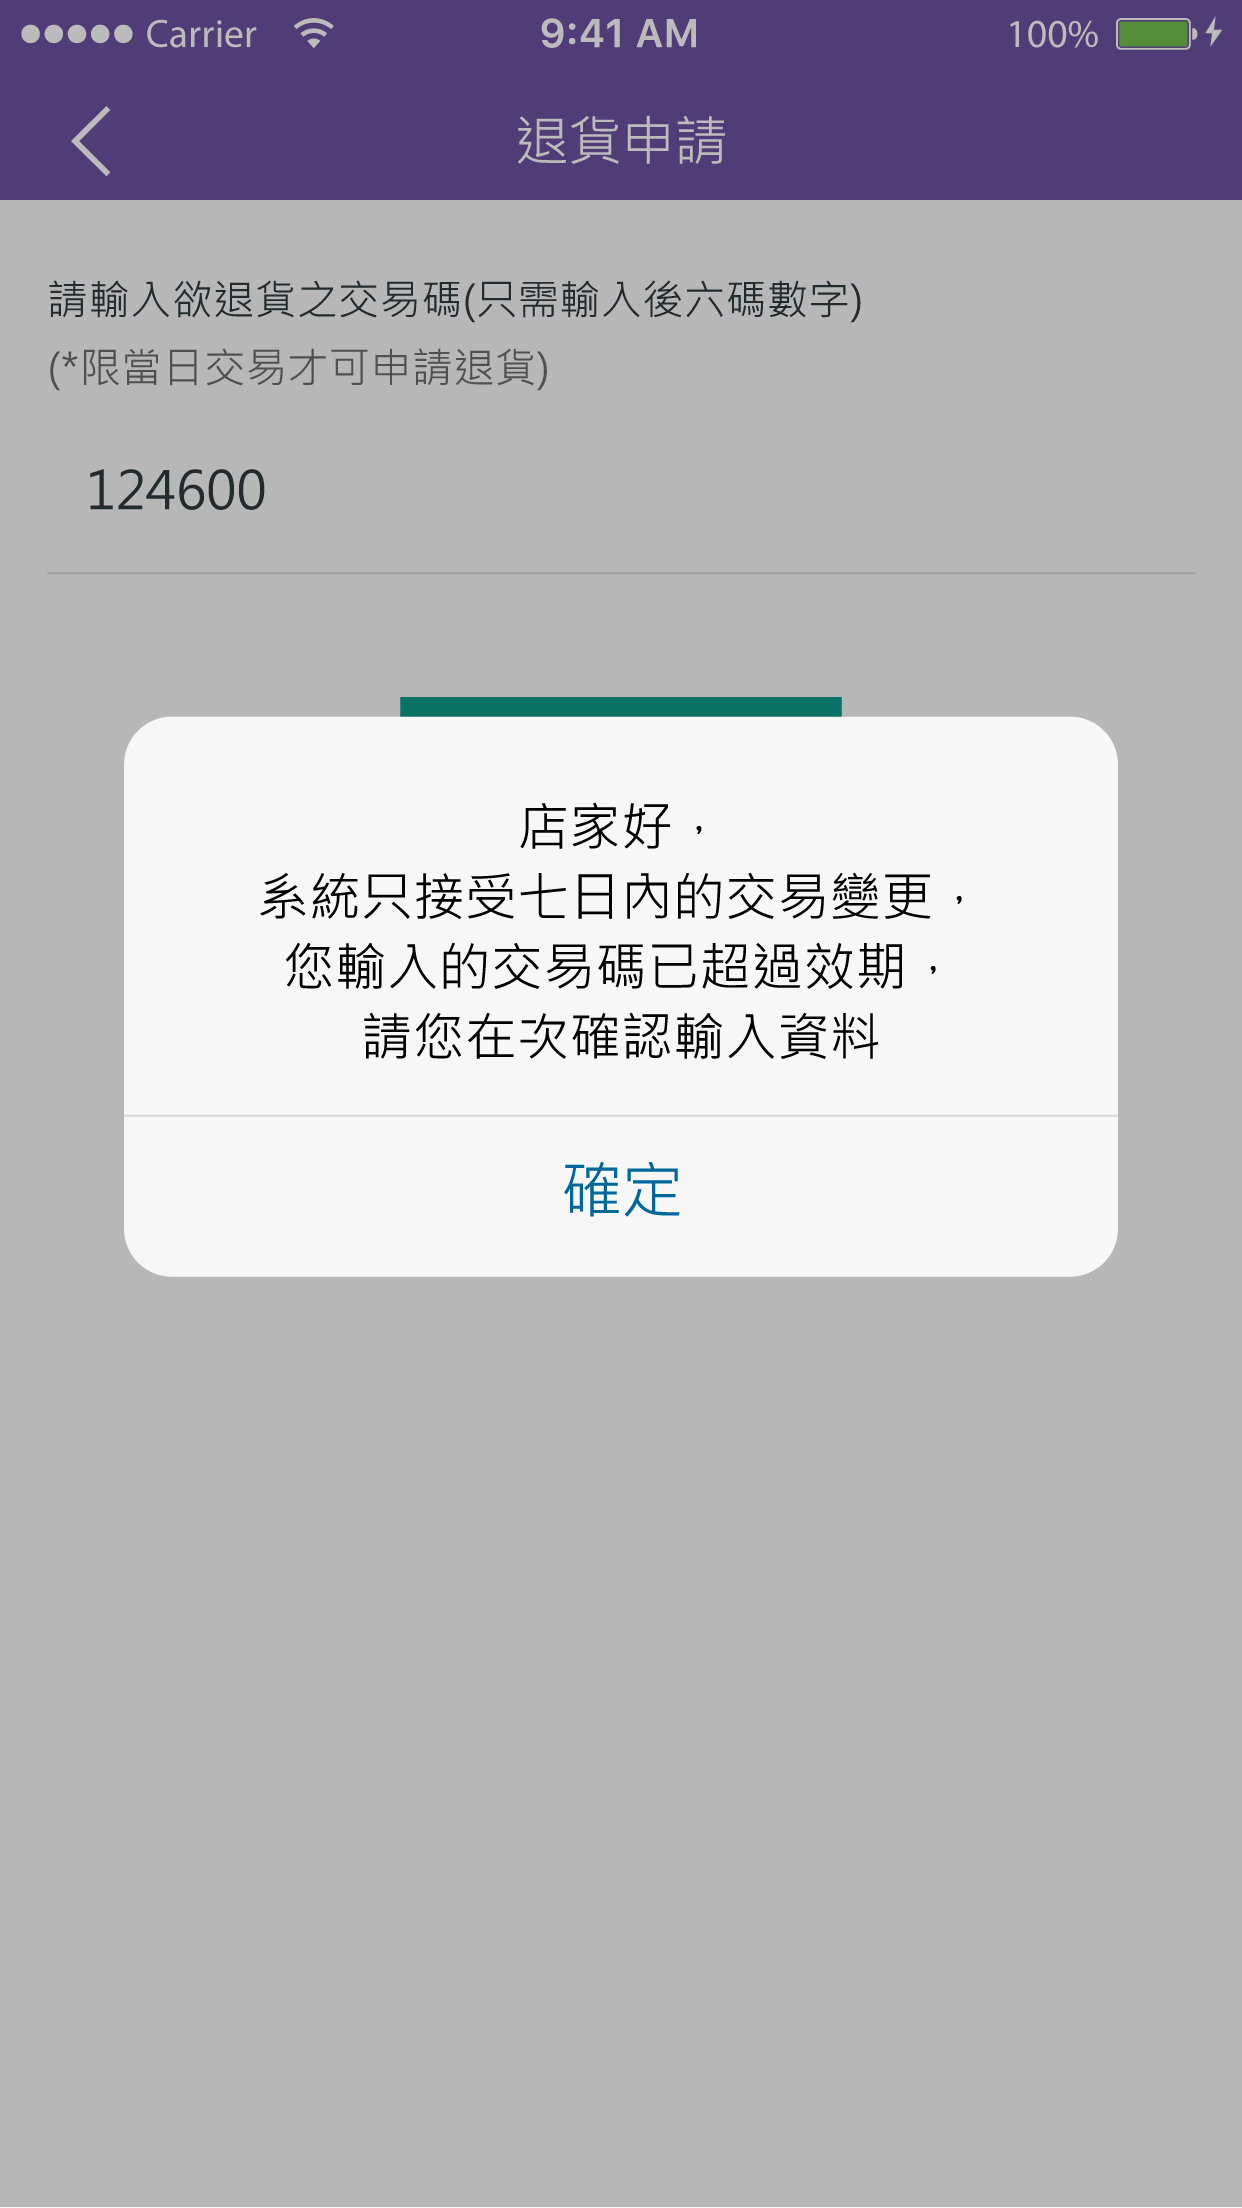 Carrier 9:41 AM 100%
退貨申請
請輸入欲退貨之交易碼(只需輸入後六碼數字)
(*限當日交易才可申請退貨)
124600
店家好，
系統只接受七日內的交易變更，
您輸入的交易碼已超過效期，
請您在次確認輸入資料
確定